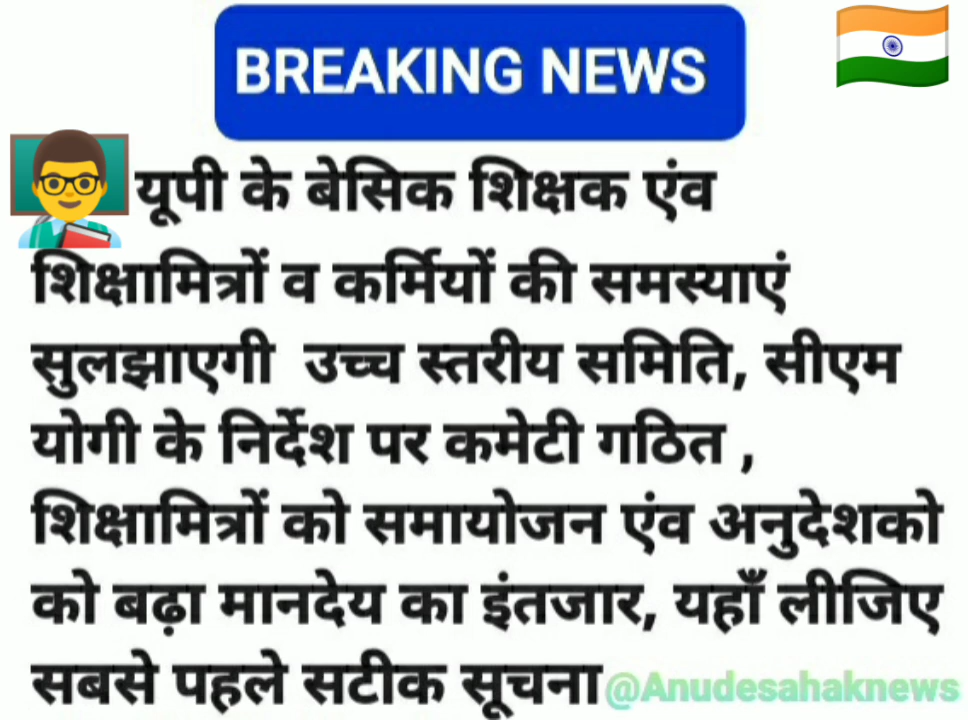 BREAKING NEWS
यूपी के बेसिक शिक्षक एंव
शिक्षामित्रों व कर्मियों की समस्याएं
सुलझाएगी उच्च स्तरीय समिति, सीएम
योगी के निर्देश पर कमेटी गठित ,
शिक्षामित्रों को समायोजन एंव अनुदेशको
को बढ़ा मानदेय का इंतजार, यहाँ लीजिए
सबसे पहले सटीक सूचना @Anudesahaknews